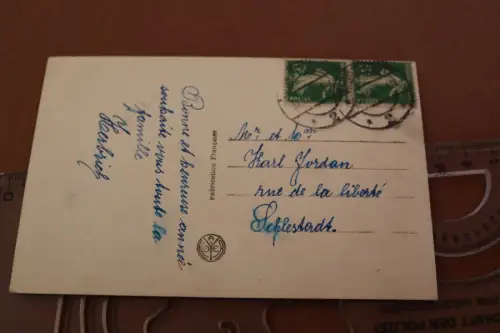 Bonne et heureuse année
souhaite vous toute la
famille
Herbrich
Fabrication Française
Mr et Mme
Karl Jordan
rue de la liberté
Schlestadt.